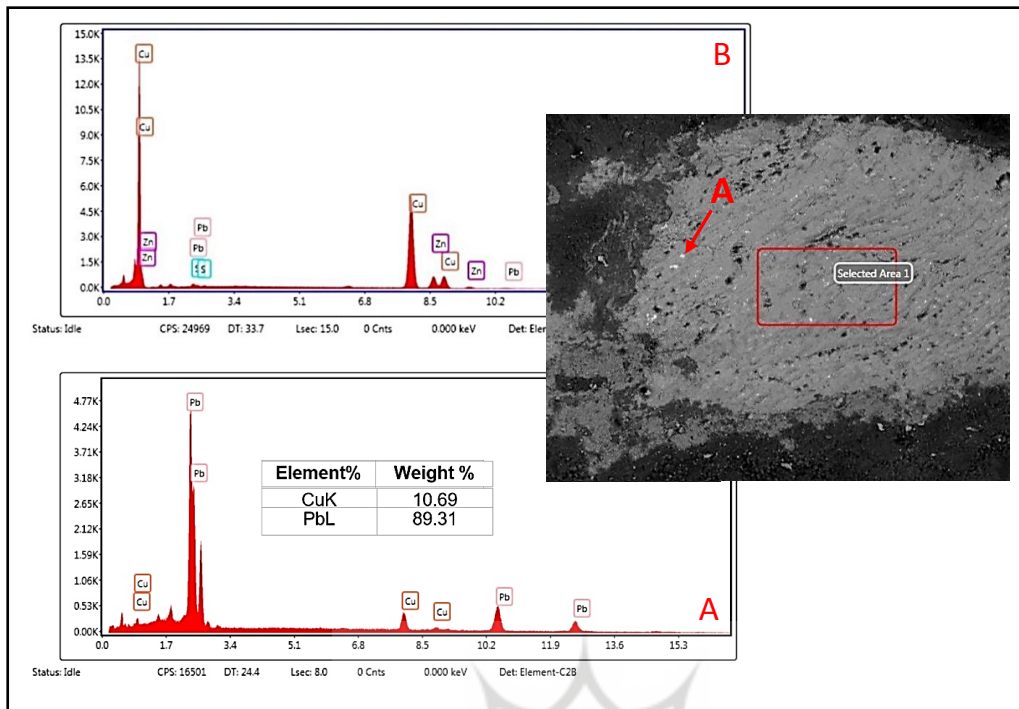 B
15.0K
13.5K
12.0K
10.5K
9.0K
7.5K
6.0K
4.5K
3.0K
1.5K
0.0K
Cu
Cu
Zn
Zn
Pb
Pb
S
Cu
Zn
Cu
Zn
Pb
0.0 1.7 3.4 5.1 6.8 8.5 10.2
Status: Idle CPS: 24969 DT: 33.7 Lsec: 15.0 0 Cnts 0.000 keV Det: Elem
A
Selected Area 1
4.77K
4.24K
3.71K
3.18K
2.65K
2.12K
1.59K
1.06K
0.53K
0.00K
Pb
Pb
Cu
Cu
Element% Weight %
CuK 10.69
PbL 89.31
Cu
Cu
Pb
Pb
A
0.0 1.7 3.4 5.1 6.8 8.5 10.2 11.9 13.6 15.3
Status: Idle CPS: 16501 DT: 24.4 Lsec: 8.0 0 Cnts 0.000 keV Det: Element-C2B